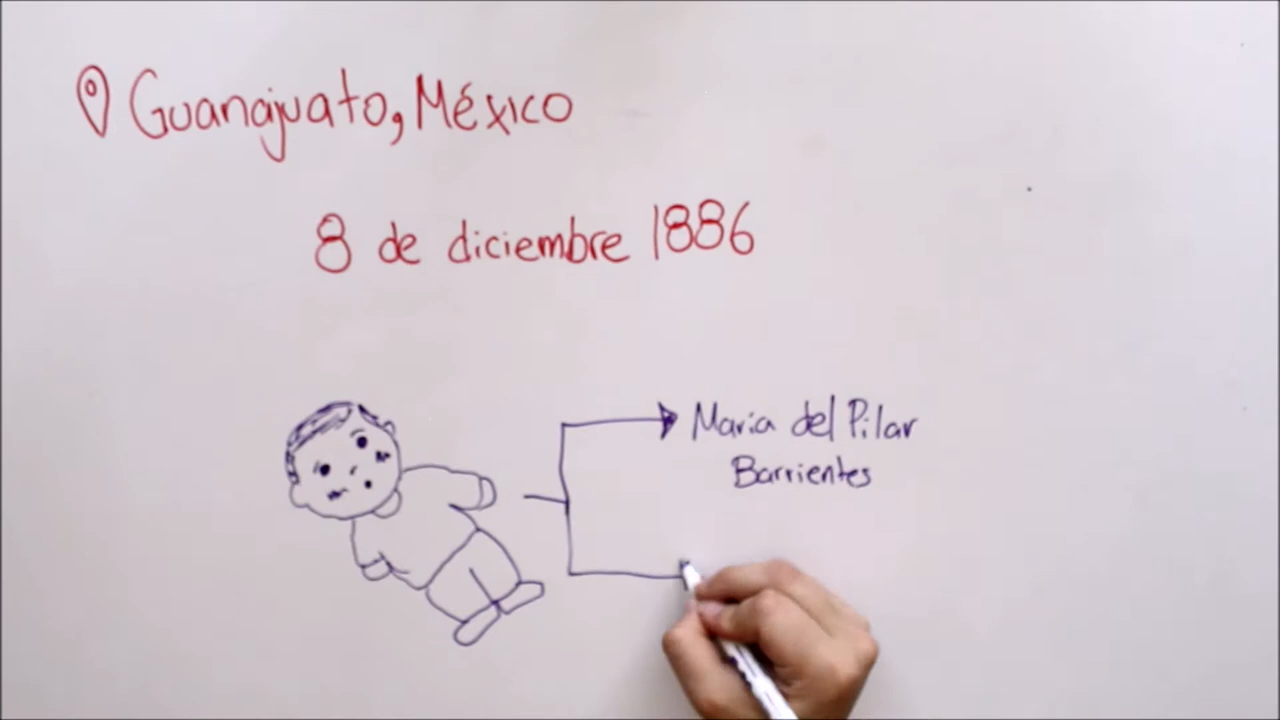 Guanajuato, México
8 de diciembre 1886
Maria del Pilar
Barrientes